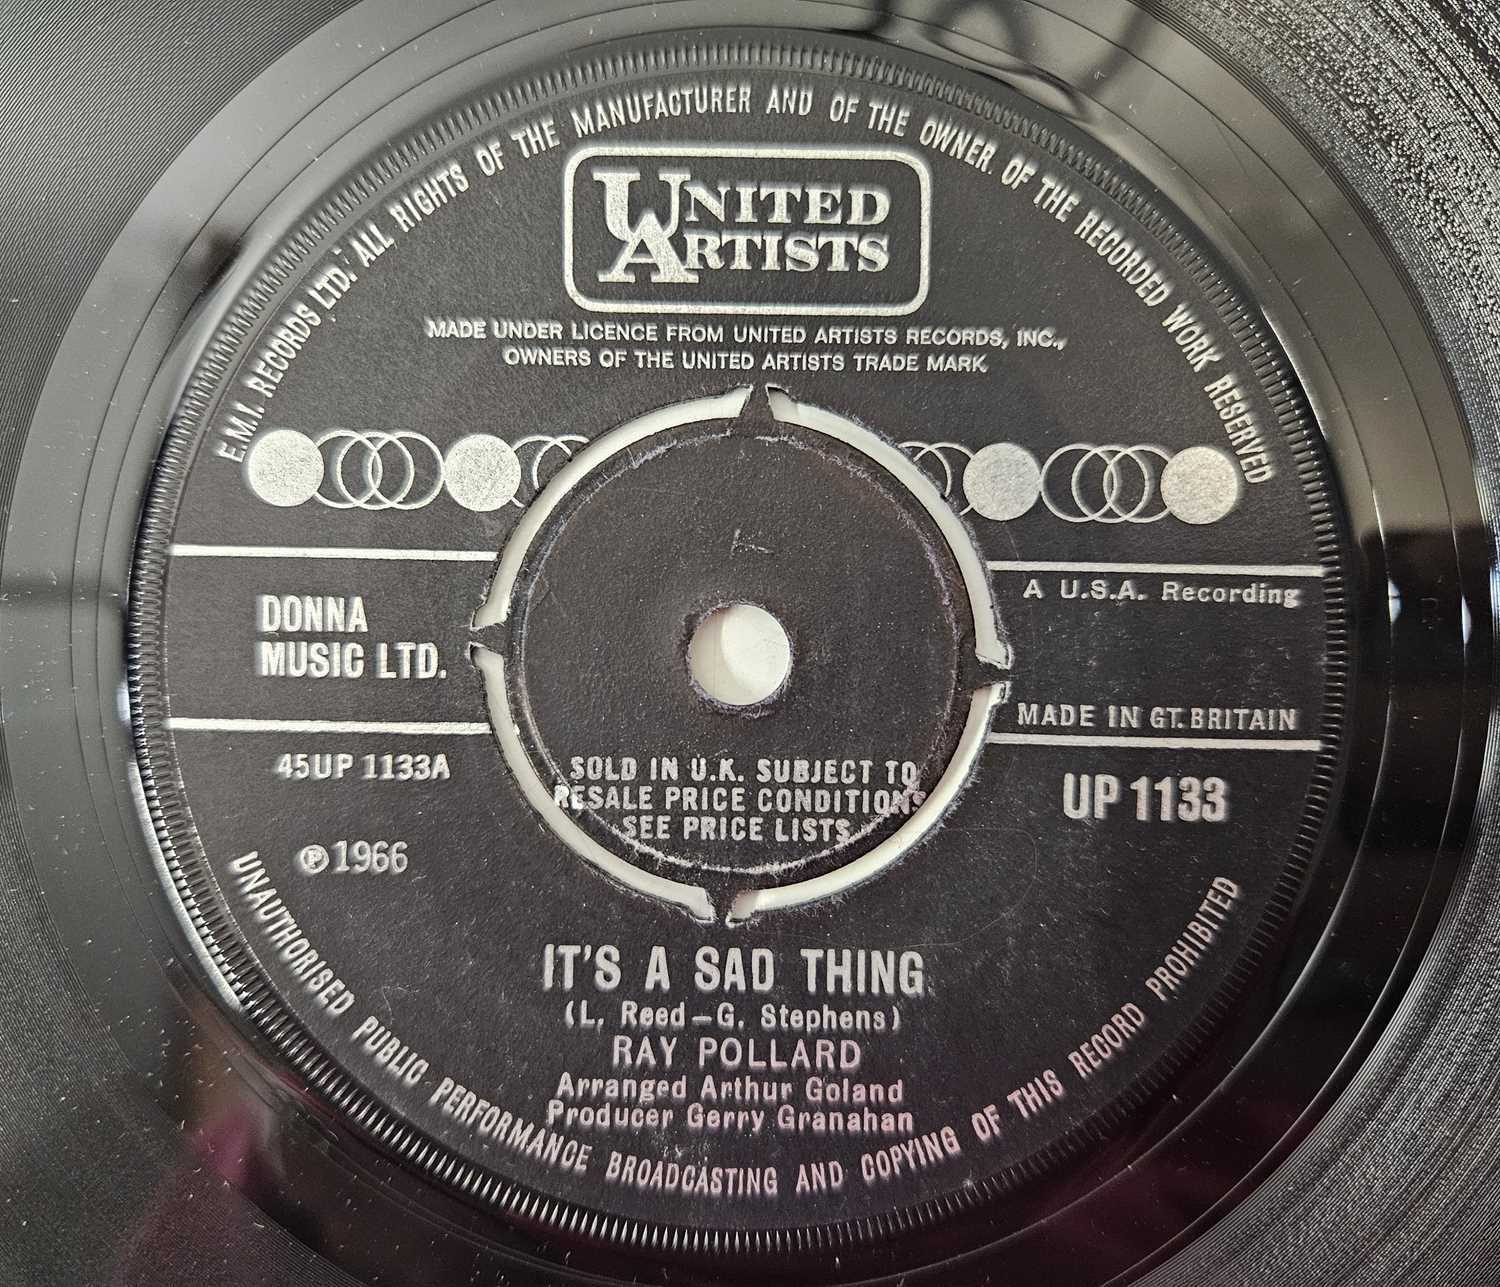 E.M.I. RECORDS LTD. ALL RIGHTS OF THE MANUFACTURER AND OF THE OWNER OF THE RECORDED WORK RESERVED
UNITED
ARTISTS
MADE UNDER LICENCE FROM UNITED ARTISTS RECORDS, INC.,
OWNERS OF THE UNITED ARTISTS TRADE MARK
DONNA
MUSIC LTD.
A U.S.A. Recording
MADE IN GT. BRITAIN
45UP 1133A
℗ 1966
SOLD IN U.K. SUBJECT TO
RESALE PRICE CONDITIONS
SEE PRICE LISTS
UP 1133
IT'S A SAD THING
(L. Reed – G. Stephens)
RAY POLLARD
Arranged Arthur Goland
Producer Gerry Granahan
UNAUTHORISED PUBLIC PERFORMANCE BROADCASTING AND COPYING OF THIS RECORD PROHIBITED